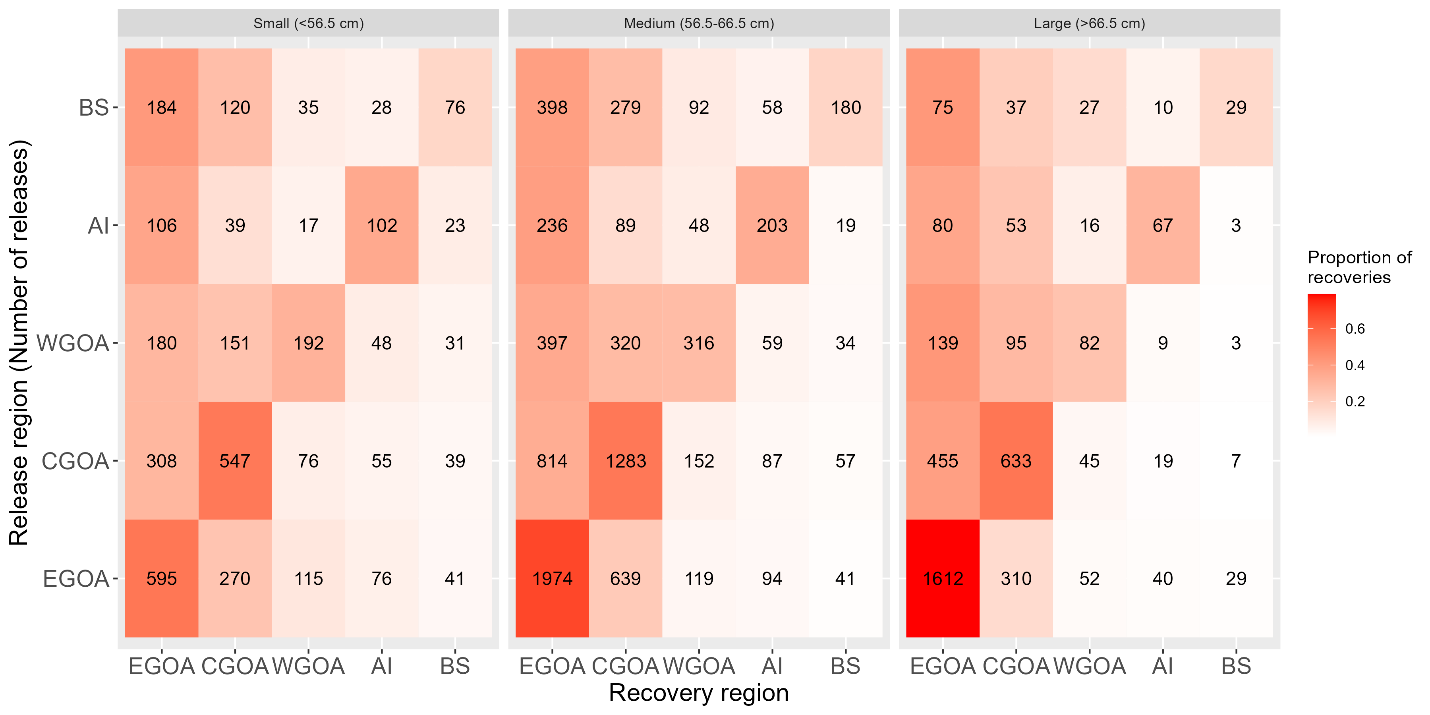 Small (<56.5 cm) Medium (56.5-66.5 cm) Large (>66.5 cm)
BS 184 120 35 28 76 398 279 92 58 180 75 37 27 10 29
AI 106 39 17 102 23 236 89 48 203 19 80 53 16 67 3
WGOA 180 151 192 48 31 397 320 316 59 34 139 95 82 9 3
CGOA 308 547 76 55 39 814 1283 152 87 57 455 633 45 19 7
EGOA 595 270 115 76 41 1974 639 119 94 41 1612 310 52 40 29
EGOA CGOA WGOA AI BS EGOA CGOA WGOA AI BS EGOA CGOA WGOA AI BS
Recovery region
Release region (Number of releases)
Proportion of
recoveries
0.6
0.4
0.2